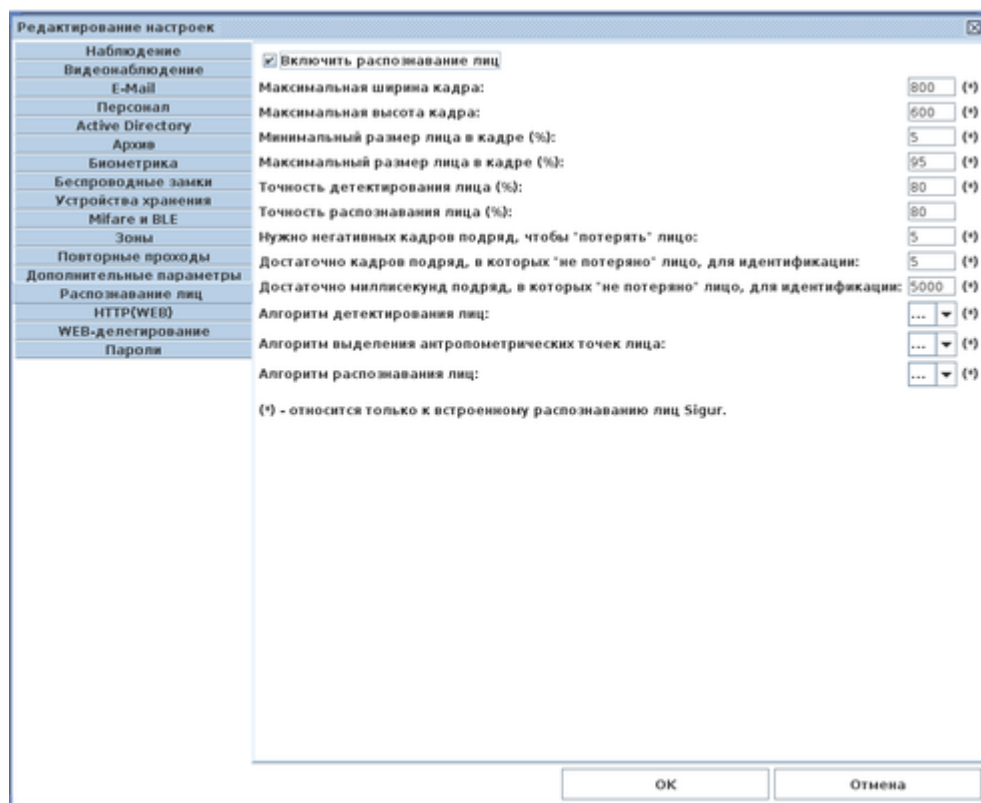 Редактирование настроек
Наблюдение
Видеонаблюдение
E-Mail
Персонал
Active Directory
Архив
Биометрика
Беспроводные замки
Устройства хранения
Mifare и BLE
Зоны
Повторные проходы
Дополнительные параметры
Распознавание лиц
HTTP(WEB)
WEB-делегирование
Пароли
Включить распознавание лиц
Максимальная ширина кадра: 800 (*)
Максимальная высота кадра: 600 (*)
Минимальный размер лица в кадре (%): 5 (*)
Максимальный размер лица в кадре (%): 95 (*)
Точность детектирования лица (%): 80 (*)
Точность распознавания лица (%): 80
Нужно негативных кадров подряд, чтобы "потерять" лицо: 5 (*)
Достаточно кадров подряд, в которых "не потеряно" лицо, для идентификации: 5 (*)
Достаточно миллисекунд подряд, в которых "не потеряно" лицо, для идентификации: 5000 (*)
Алгоритм детектирования лиц: ... (*)
Алгоритм выделения антропометрических точек лица: ... (*)
Алгоритм распознавания лиц: ... (*)
(*) - относится только к встроенному распознаванию лиц Sigur.
OK
Отмена